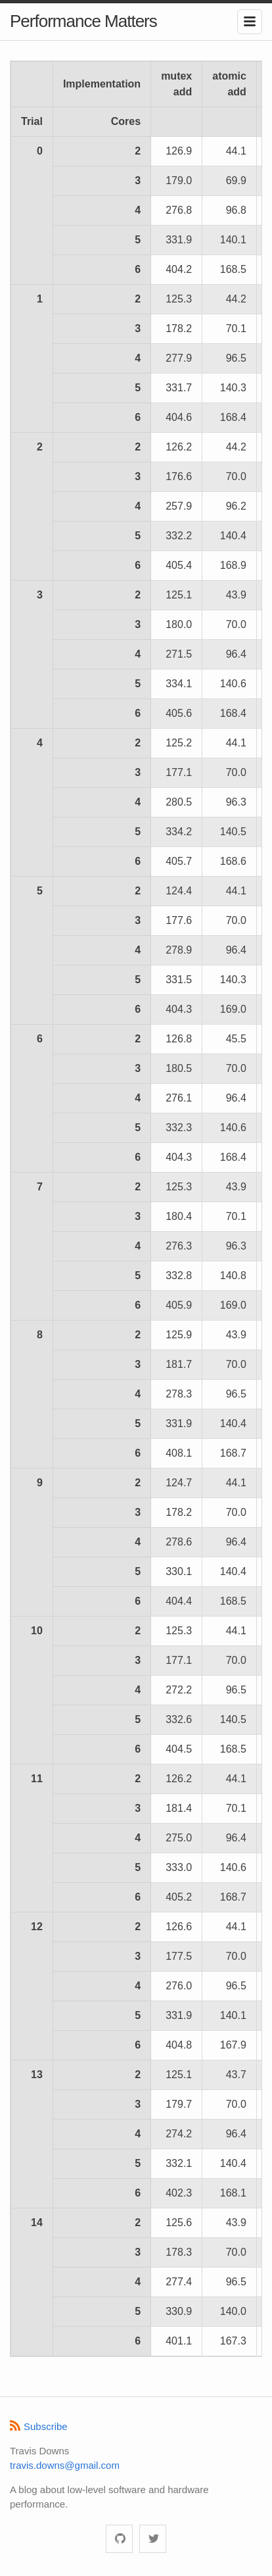 Performance Matters
Implementation mutex add atomic add
Trial Cores
0 2 126.9 44.1
3 179.0 69.9
4 276.8 96.8
5 331.9 140.1
6 404.2 168.5
1 2 125.3 44.2
3 178.2 70.1
4 277.9 96.5
5 331.7 140.3
6 404.6 168.4
2 2 126.2 44.2
3 176.6 70.0
4 257.9 96.2
5 332.2 140.4
6 405.4 168.9
3 2 125.1 43.9
3 180.0 70.0
4 271.5 96.4
5 334.1 140.6
6 405.6 168.4
4 2 125.2 44.1
3 177.1 70.0
4 280.5 96.3
5 334.2 140.5
6 405.7 168.6
5 2 124.4 44.1
3 177.6 70.0
4 278.9 96.4
5 331.5 140.3
6 404.3 169.0
6 2 126.8 45.5
3 180.5 70.0
4 276.1 96.4
5 332.3 140.6
6 404.3 168.4
7 2 125.3 43.9
3 180.4 70.1
4 276.3 96.3
5 332.8 140.8
6 405.9 169.0
8 2 125.9 43.9
3 181.7 70.0
4 278.3 96.5
5 331.9 140.4
6 408.1 168.7
9 2 124.7 44.1
3 178.2 70.0
4 278.6 96.4
5 330.1 140.4
6 404.4 168.5
10 2 125.3 44.1
3 177.1 70.0
4 272.2 96.5
5 332.6 140.5
6 404.5 168.5
11 2 126.2 44.1
3 181.4 70.1
4 275.0 96.4
5 333.0 140.6
6 405.2 168.7
12 2 126.6 44.1
3 177.5 70.0
4 276.0 96.5
5 331.9 140.1
6 404.8 167.9
13 2 125.1 43.7
3 179.7 70.0
4 274.2 96.4
5 332.1 140.4
6 402.3 168.1
14 2 125.6 43.9
3 178.3 70.0
4 277.4 96.5
5 330.9 140.0
6 401.1 167.3
Subscribe
Travis Downs
travis.downs@gmail.com
A blog about low-level software and hardware
performance.